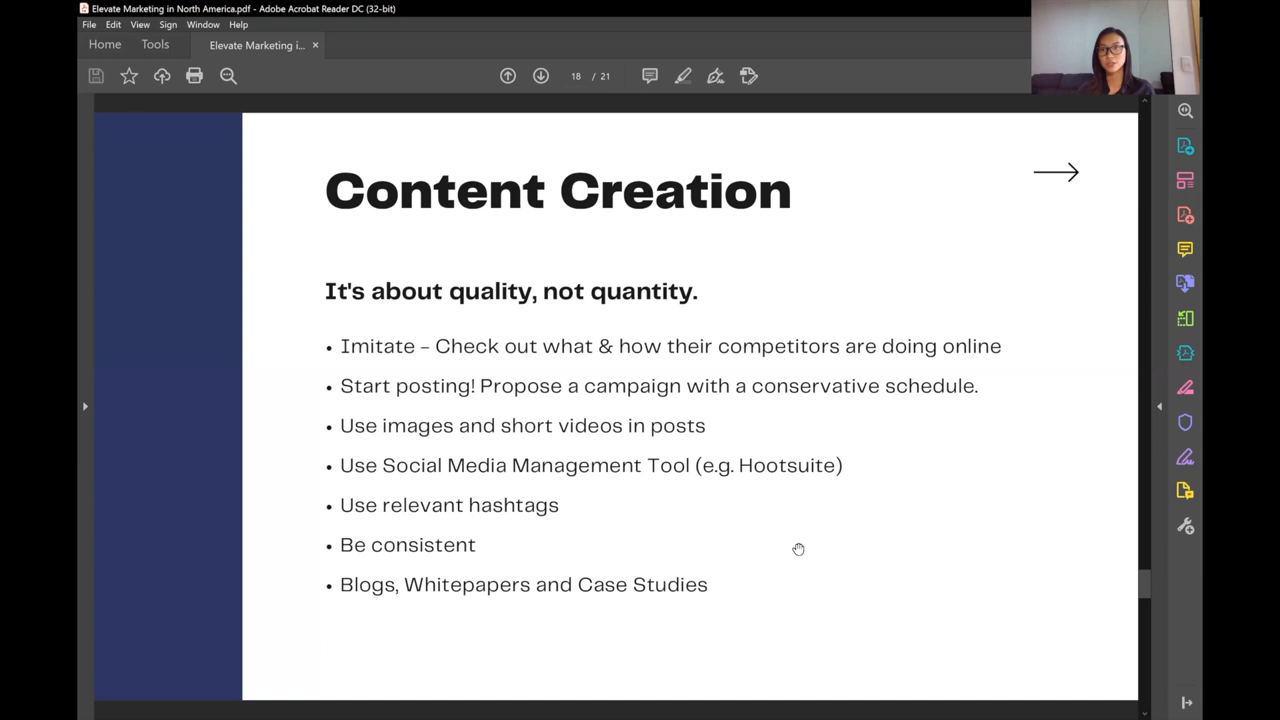 Elevate Marketing in North America.pdf - Adobe Acrobat Reader DC (32-bit)
File Edit View Sign Window Help
Home Tools Elevate Marketing i... ×
18 / 21
Content Creation
It's about quality, not quantity.
• Imitate - Check out what & how their competitors are doing online
• Start posting! Propose a campaign with a conservative schedule.
• Use images and short videos in posts
• Use Social Media Management Tool (e.g. Hootsuite)
• Use relevant hashtags
• Be consistent
• Blogs, Whitepapers and Case Studies